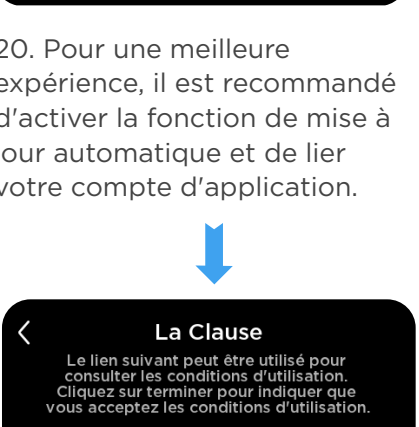 20. Pour une meilleure
expérience, il est recommandé
d'activer la fonction de mise à
jour automatique et de lier
votre compte d'application.
La Clause
Le lien suivant peut être utilisé pour
consulter les conditions d'utilisation.
Cliquez sur terminer pour indiquer que
vous acceptez les conditions d'utilisation.